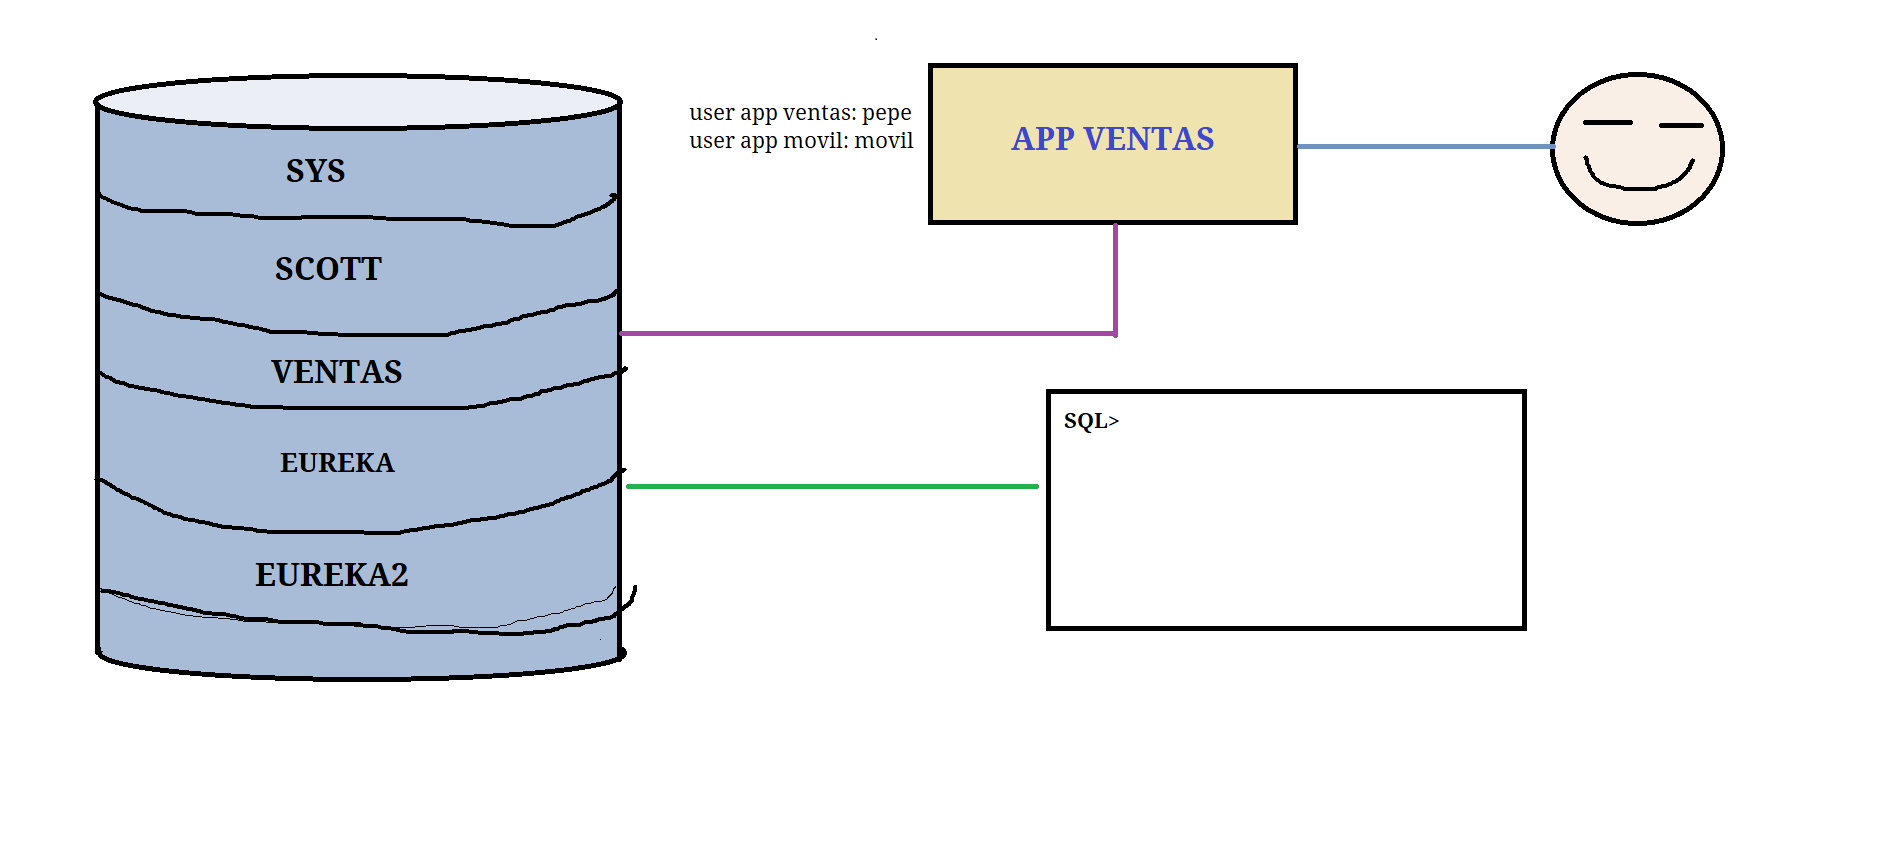 SYS
SCOTT
VENTAS
EUREKA
EUREKA2
user app ventas: pepe
user app movil: movil
APP VENTAS
SQL>